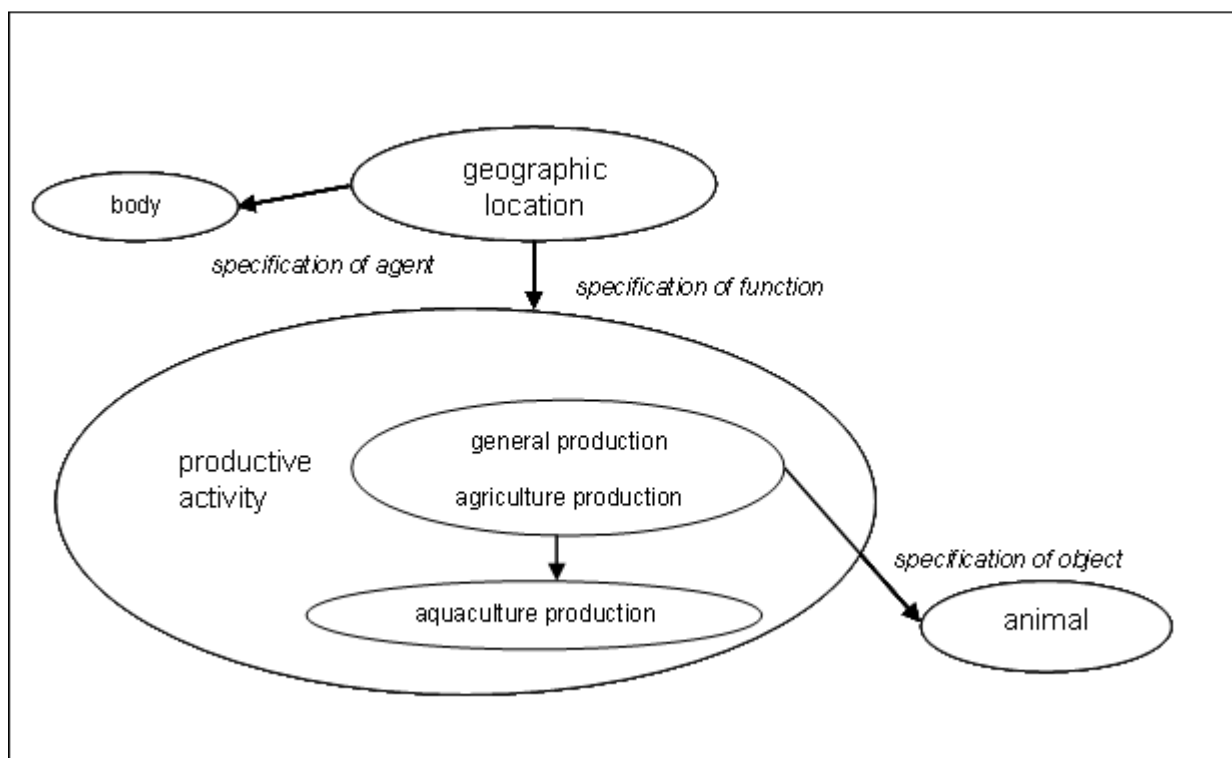 geographic
location
body
specification of agent
specification of function
general production
productive
activity
agriculture production
specification of object
aquaculture production
animal